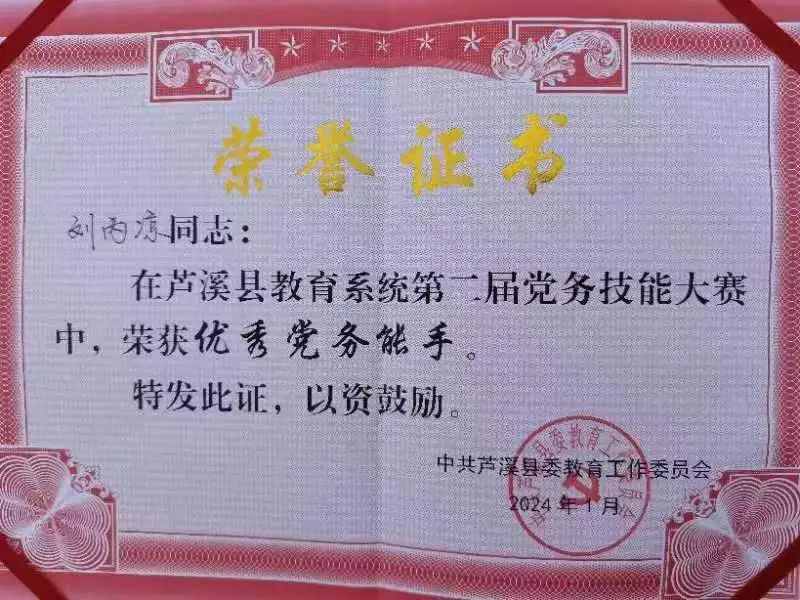 荣誉证书
刘丙凉同志：
在芦溪县教育系统第二届党务技能大赛
中，荣获优秀党务能手。
特发此证，以资鼓励。
中共芦溪县委教育工作委员会
2024年1月